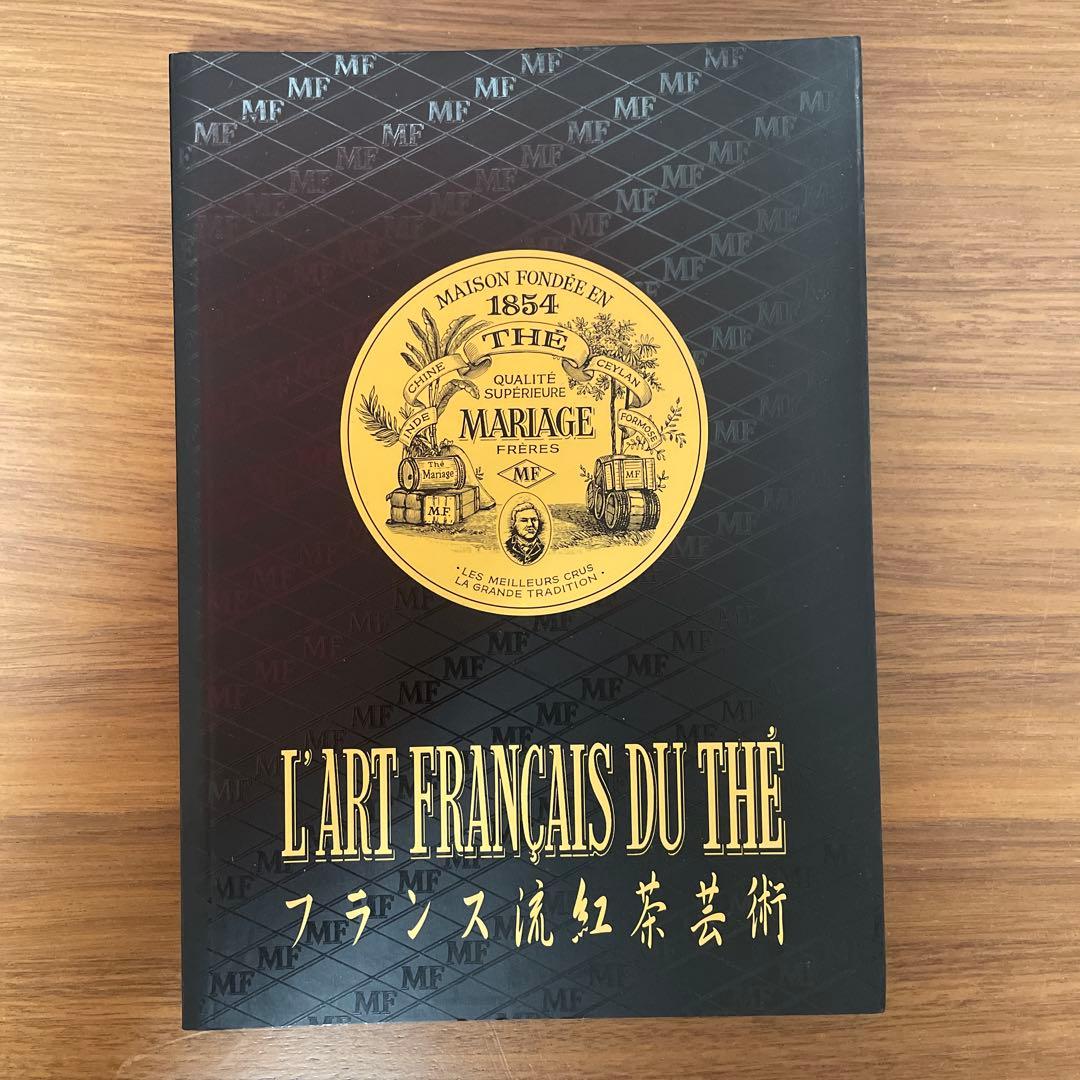 MAISON FONDÉE EN
1854
THÉ
CHINE
CEYLAN
INDE
FORMOSE
QUALITÉ
SUPÉRIEURE
MARIAGE
FRÈRES
MF
Thé
Mariage
M.F.
M.F
· LES MEILLEURS CRUS
LA GRANDE TRADITION ·
L'ART FRANÇAIS DU THÉ
フランス流紅茶芸術
MF